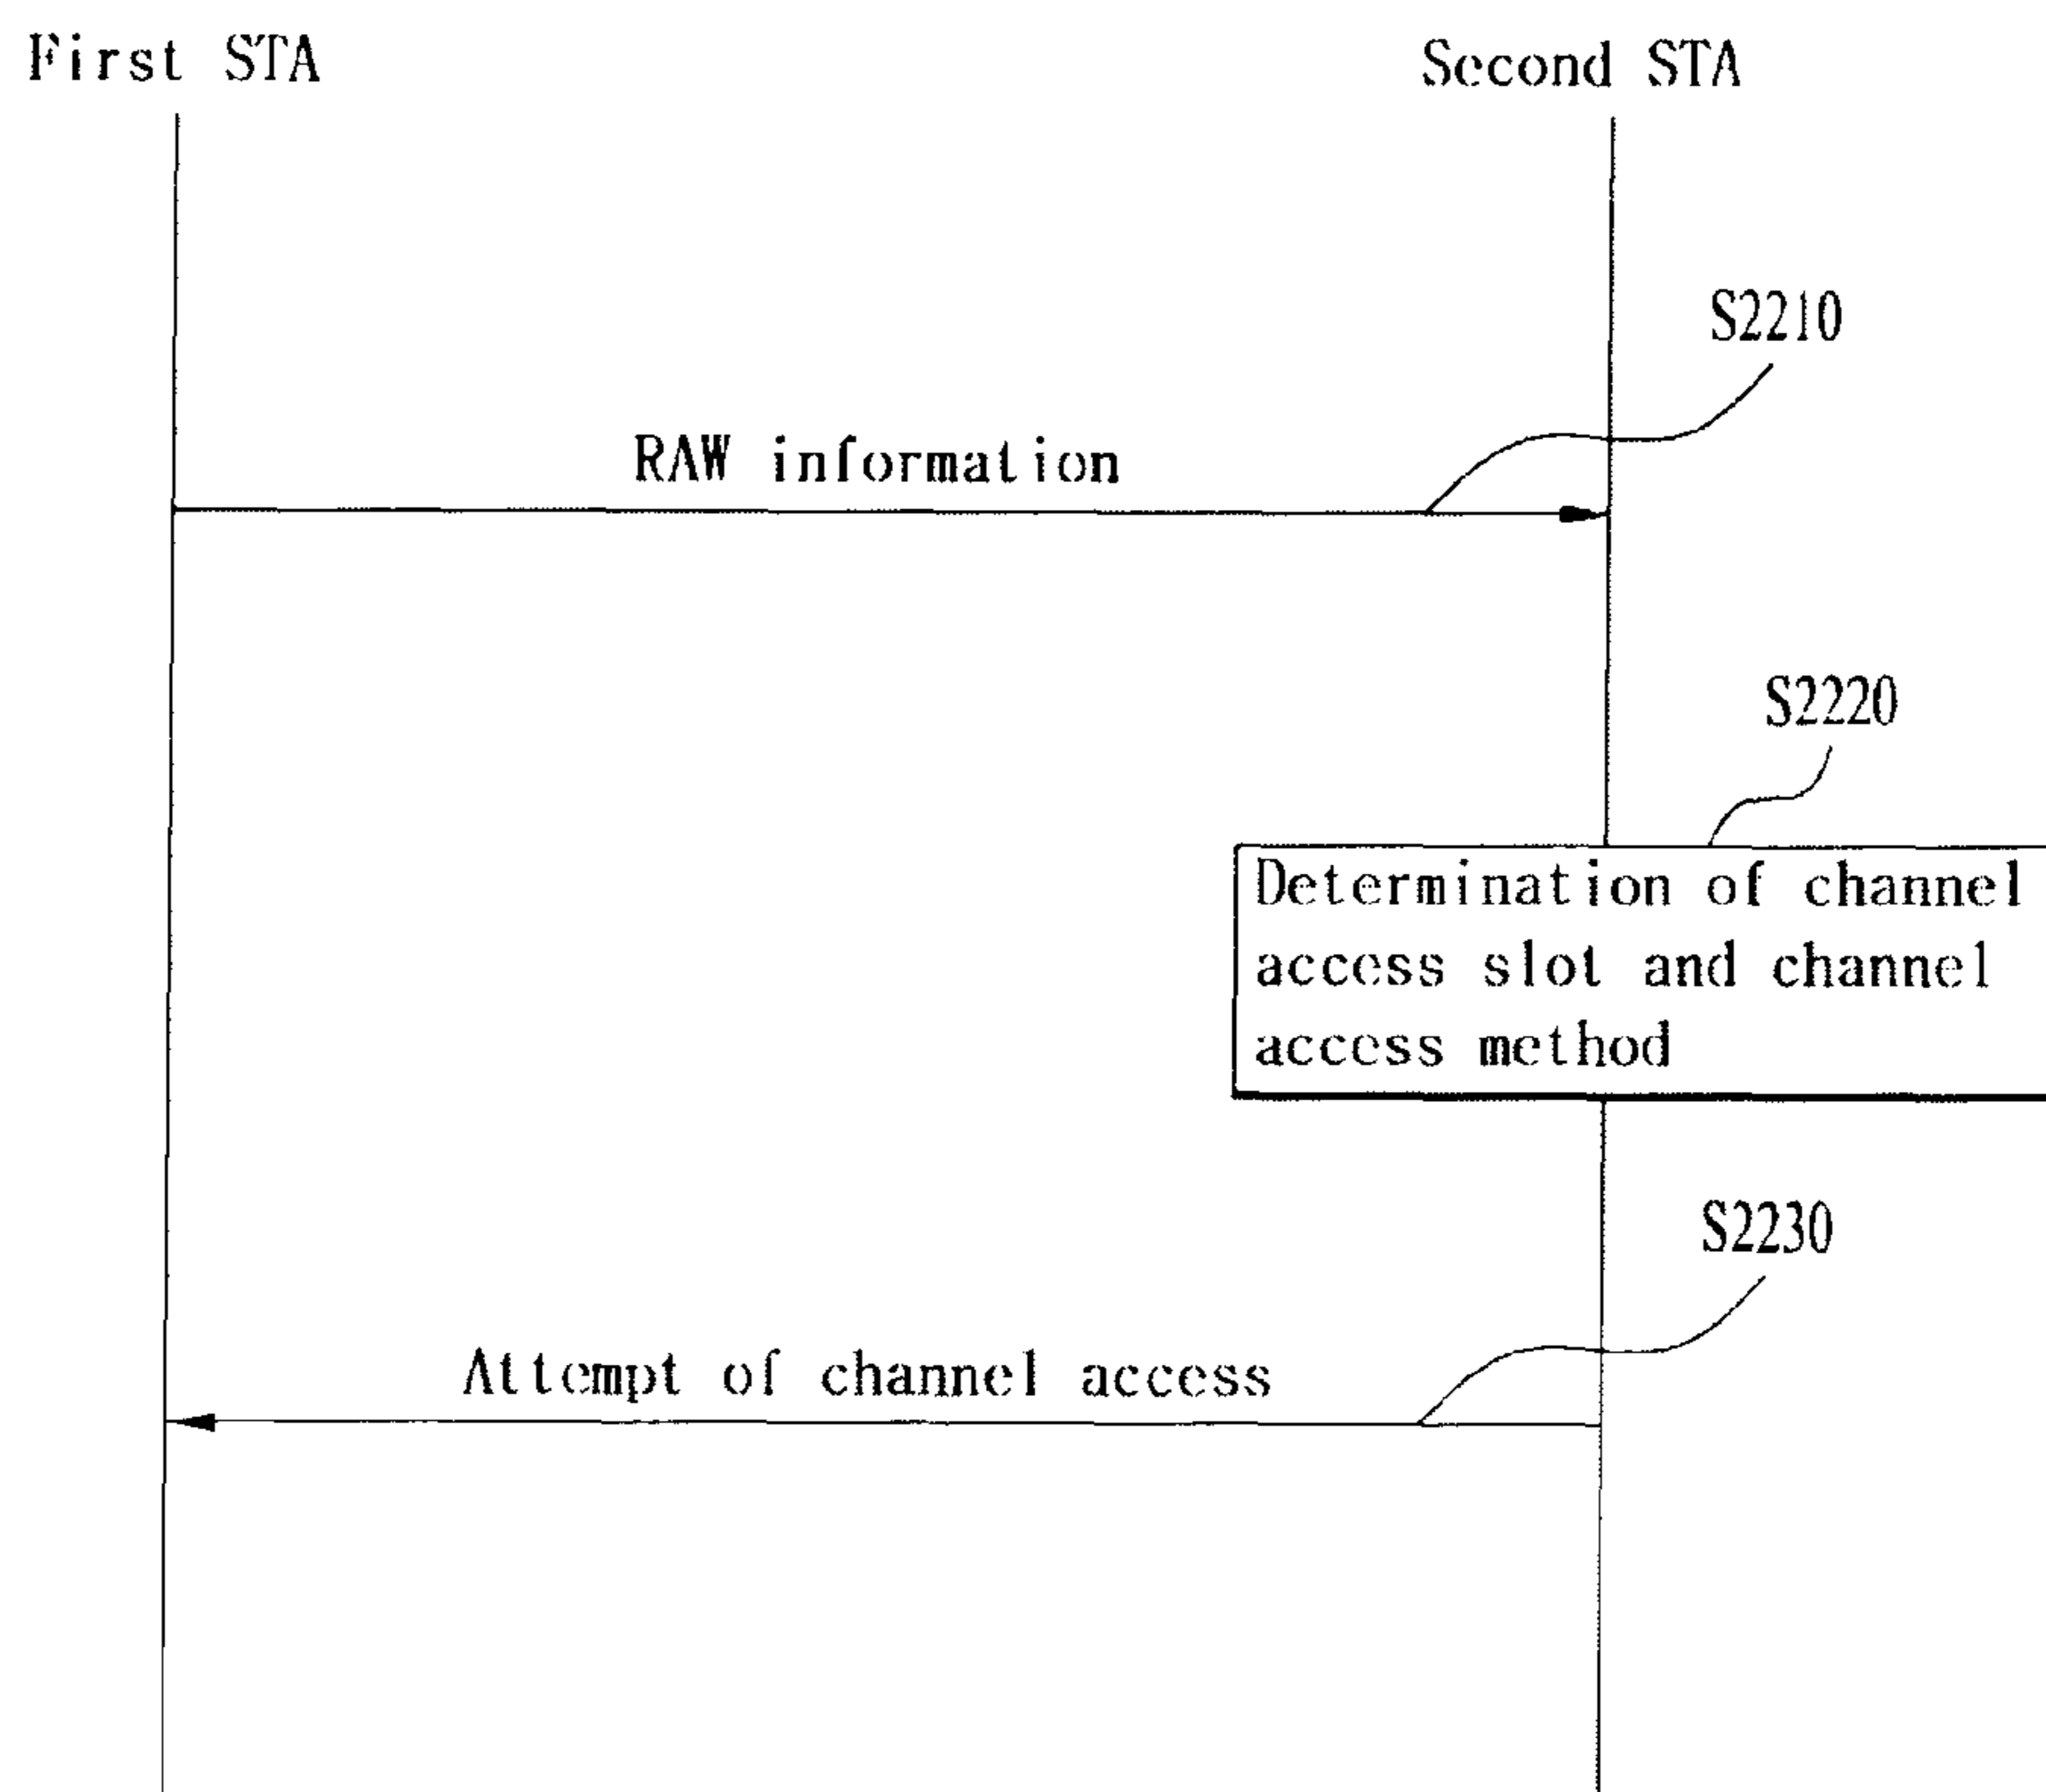 First STA
Second STA
S2210
RAW information
S2220
Determination of channel
access slot and channel
access method
S2230
Attempt of channel access